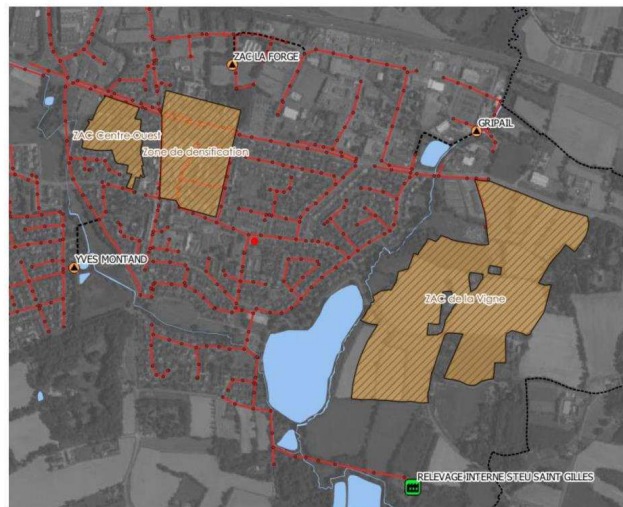 ZAC LA FORGE
ZAC Centre-Ouest
GRIPAIL
Zone de densification
YVES MONTAND
ZAC de la Vigne
RELEVAGE INTERNE STEU SAINT GILLES